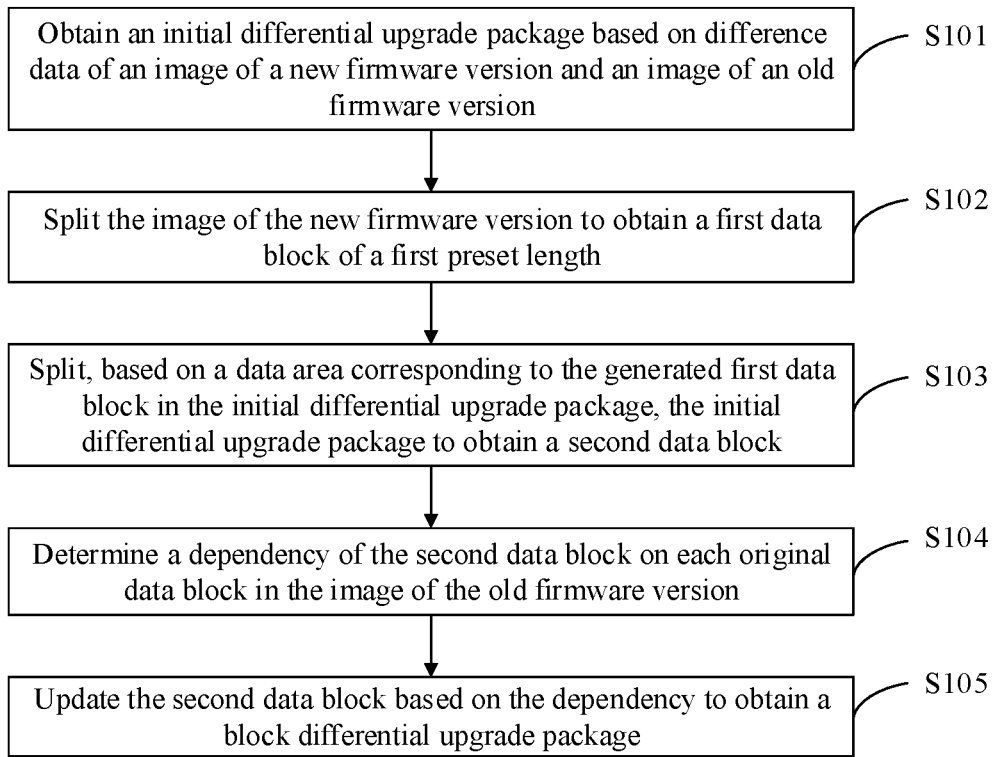 Obtain an initial differential upgrade package based on difference
data of an image of a new firmware version and an image of an old
firmware version
S101
Split the image of the new firmware version to obtain a first data
block of a first preset length
S102
Split, based on a data area corresponding to the generated first data
block in the initial differential upgrade package, the initial
differential upgrade package to obtain a second data block
S103
Determine a dependency of the second data block on each original
data block in the image of the old firmware version
S104
Update the second data block based on the dependency to obtain a
block differential upgrade package
S105